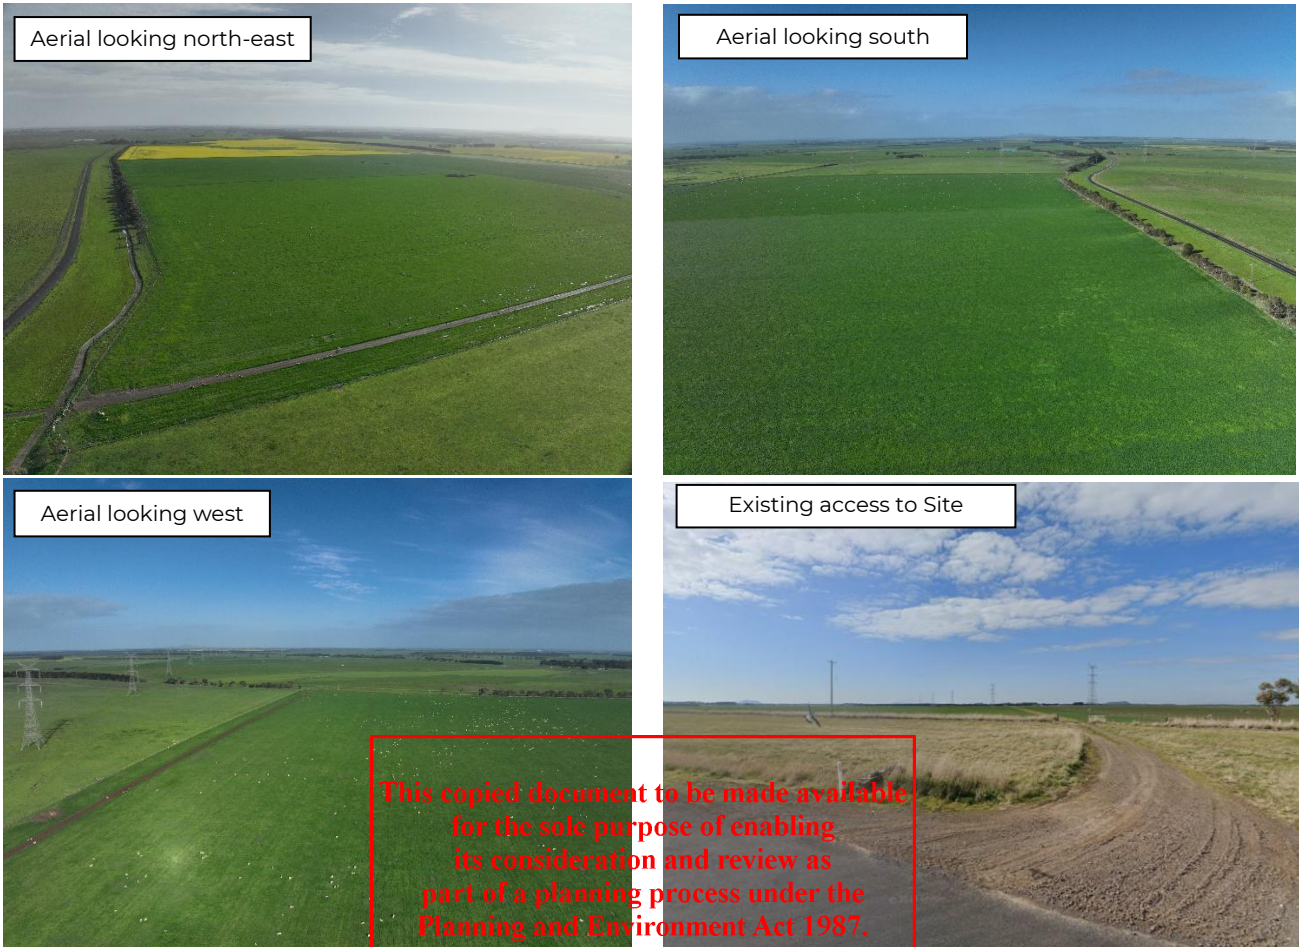 Aerial looking north-east
Aerial looking south
Aerial looking west
Existing access to Site
This copied document to be made available
for the sole purpose of enabling
its consideration and review as
part of a planning process under the
Planning and Environment Act 1987.